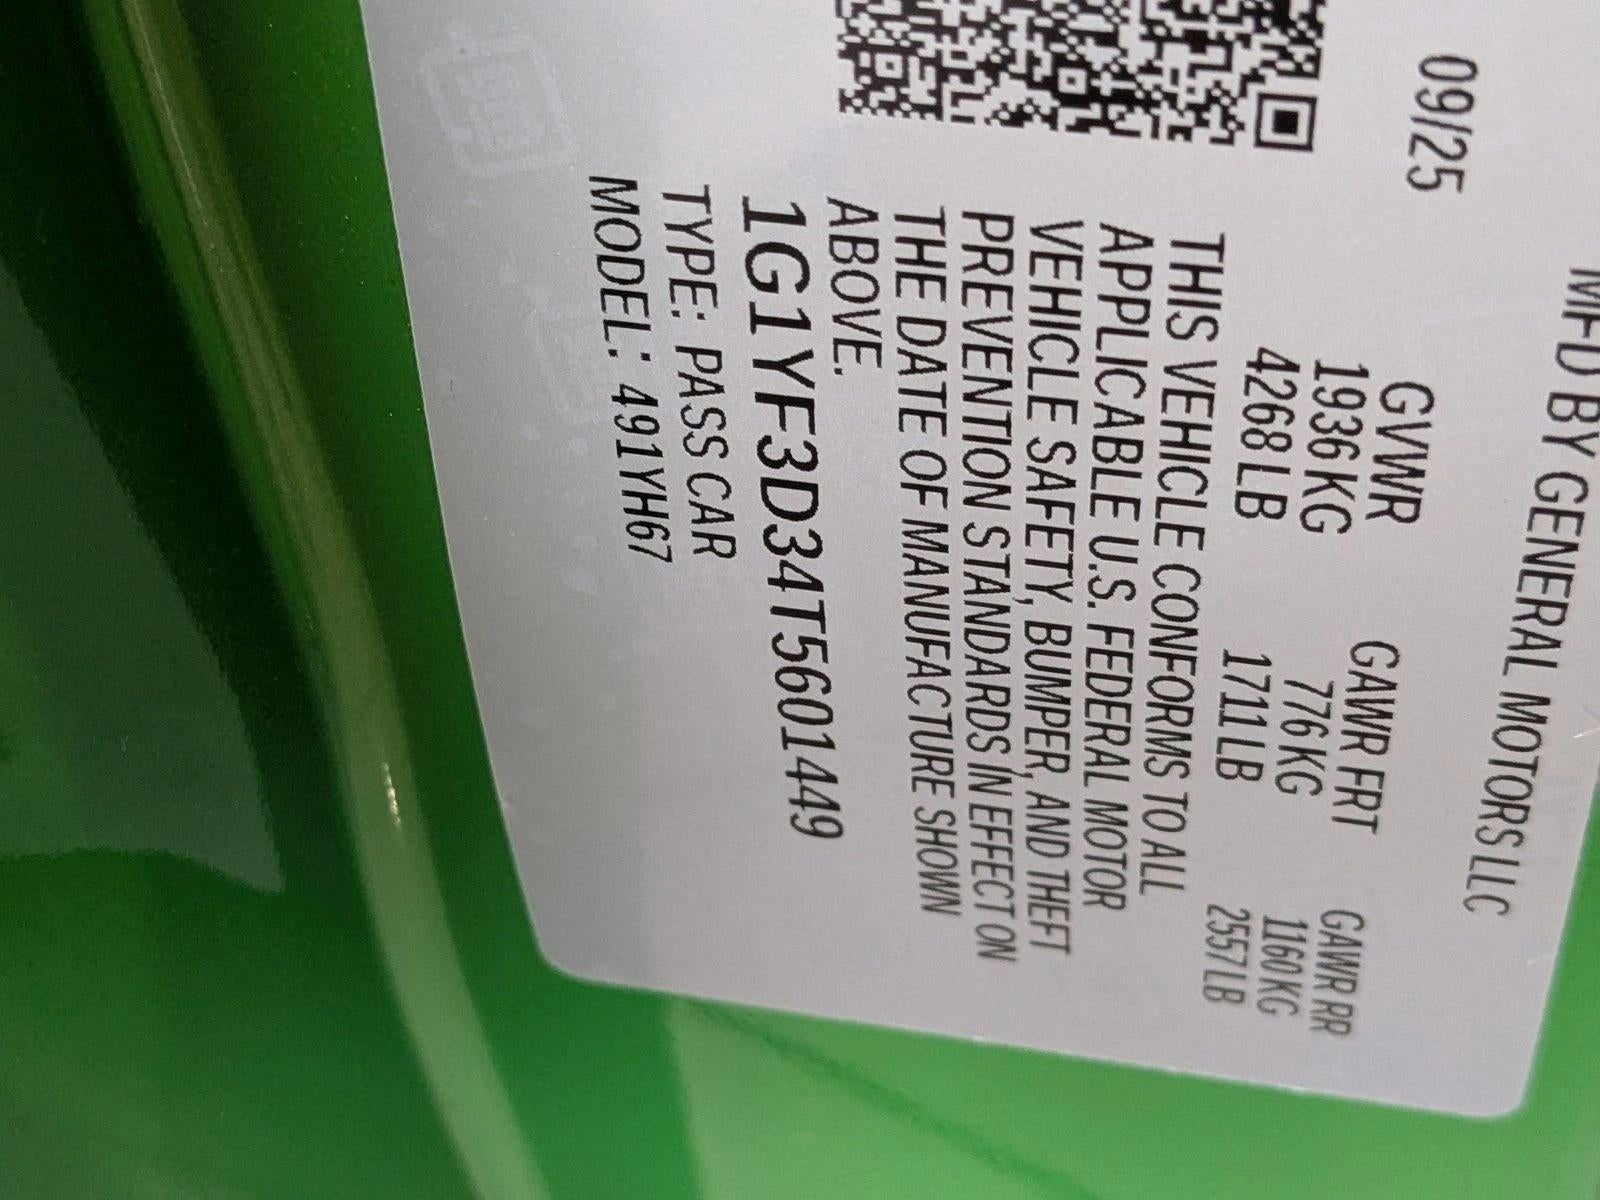 MFD BY GENERAL MOTORS LLC
09/25
GVWR GAWR FRT GAWR RR
1936 KG 776 KG 1160 KG
4268 LB 1711 LB 2557 LB
THIS VEHICLE CONFORMS TO ALL
APPLICABLE U.S. FEDERAL MOTOR
VEHICLE SAFETY, BUMPER, AND THEFT
PREVENTION STANDARDS IN EFFECT ON
THE DATE OF MANUFACTURE SHOWN
ABOVE.
1G1YF3D34T5601449
TYPE: PASS CAR
MODEL: 491YH67